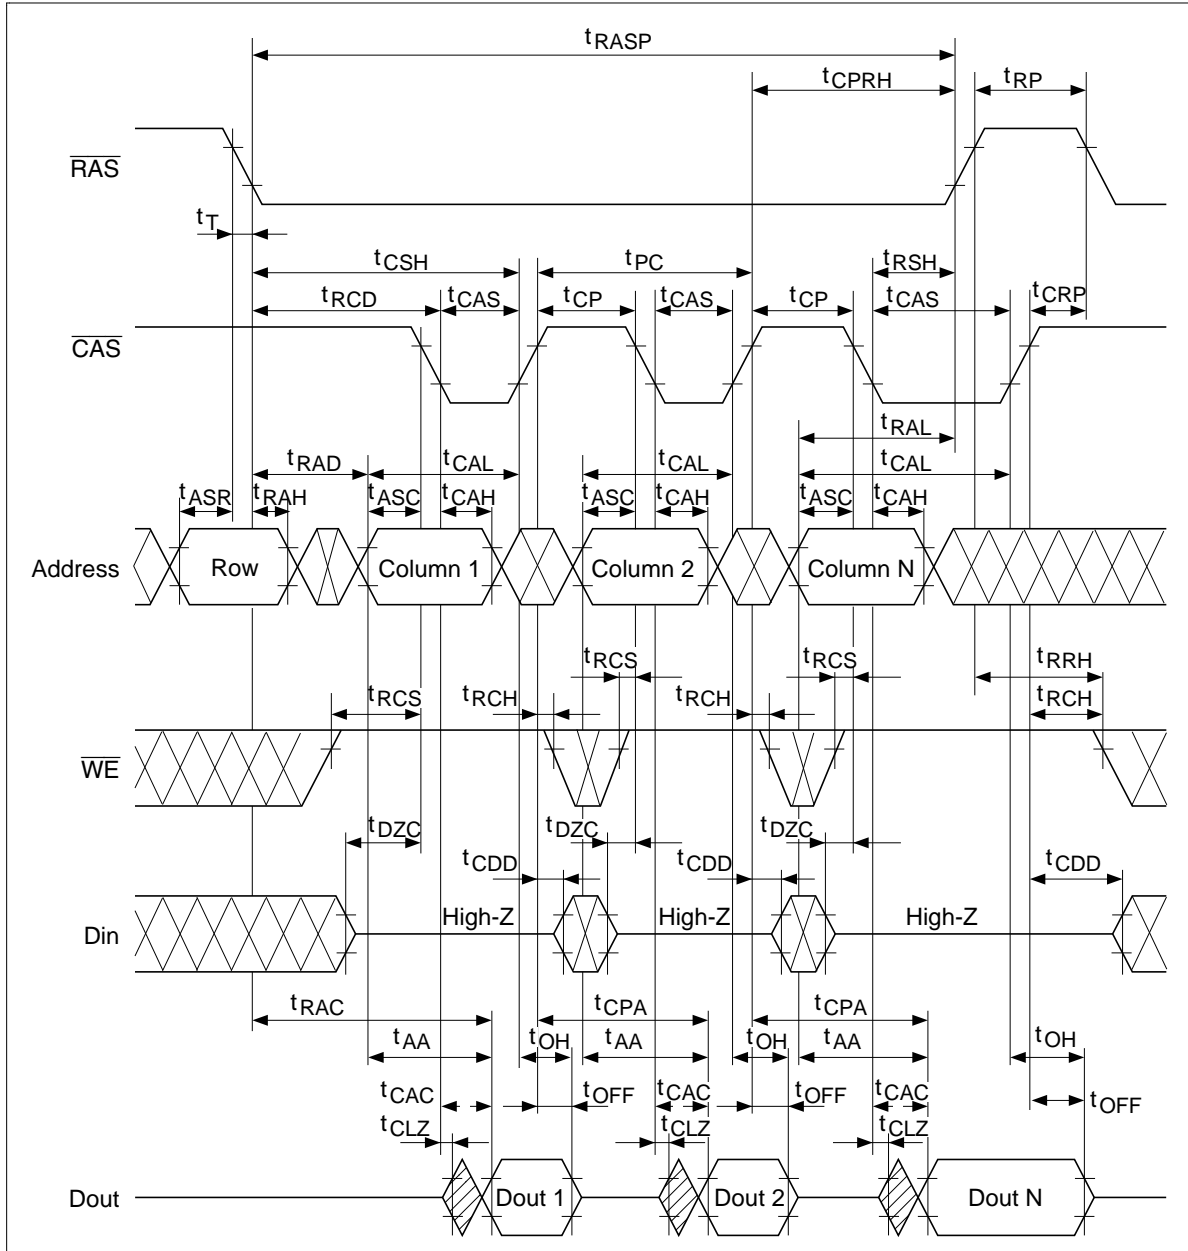 tRASP
tCPRH tRP
RAS
tT
tCSH tPC tRSH
tRCD tCAS tCP tCAS tCP tCAS tCRP
CAS
tRAL
tRAD tCAL tCAL tCAL
tASR tRAH tASC tCAH tASC tCAH tASC tCAH
Address Row Column 1 Column 2 Column N
tRCS tRCS tRRH
tRCS tRCH tRCH tRCH
WE
tDZC tDZC tDZC
tCDD tCDD tCDD
Din High-Z High-Z High-Z
tRAC tCPA tCPA
tAA tOH tAA tOH tAA tOH
tCAC tOFF tCAC tOFF tCAC tOFF
tCLZ tCLZ tCLZ
Dout Dout 1 Dout 2 Dout N